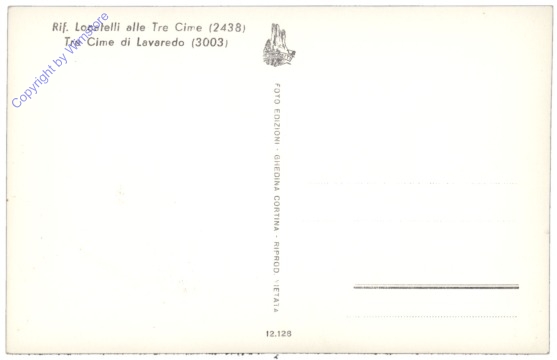 Rif. Locatelli alle Tre Cime (2438)
Tre Cime di Lavaredo (3003)
Copyright by Wimstore
FOTO EDIZIONI - GHEDINA CORTINA - RIPROD. VIETATA
12.128